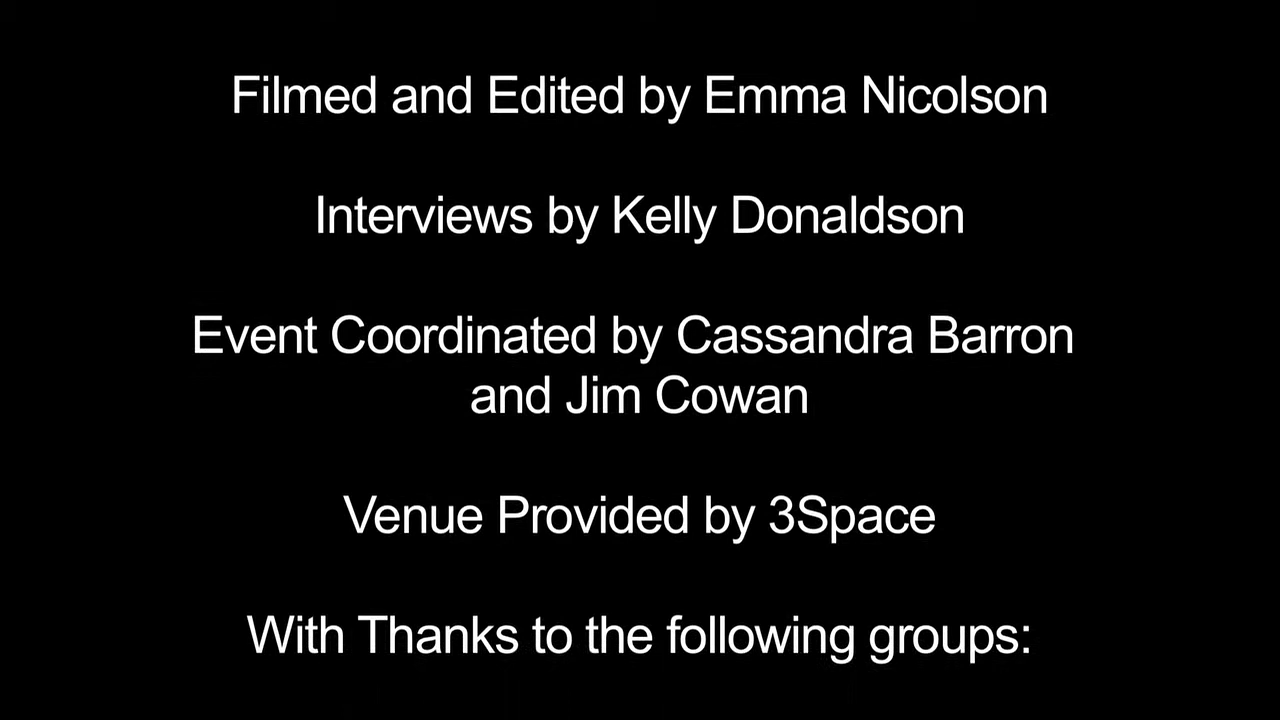 Filmed and Edited by Emma Nicolson
Interviews by Kelly Donaldson
Event Coordinated by Cassandra Barron
and Jim Cowan
Venue Provided by 3Space
With Thanks to the following groups: